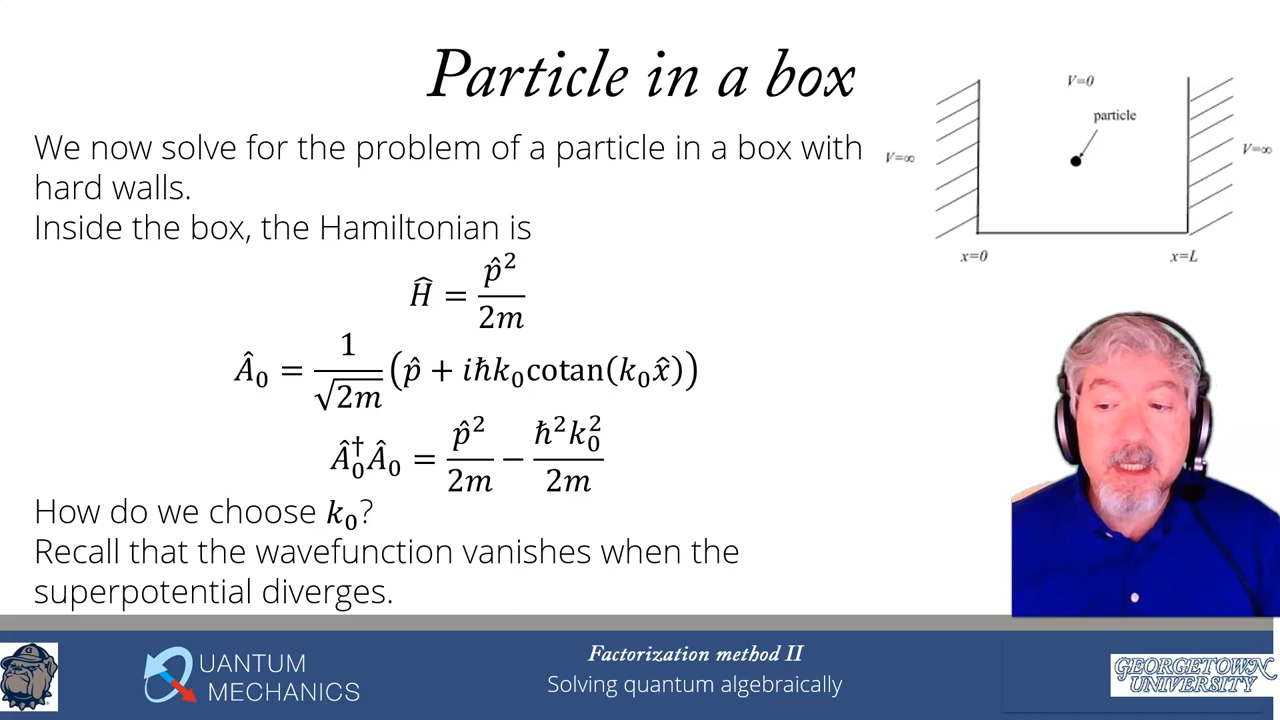 Particle in a box
We now solve for the problem of a particle in a box with
hard walls.
Inside the box, the Hamiltonian is
Ĥ = p̂²/2m
Â₀ = 1/√2m (p̂ + iħk₀cotan(k₀x̂))
Â₀†Â₀ = p̂²/2m − ħ²k₀²/2m
How do we choose k₀?
Recall that the wavefunction vanishes when the
superpotential diverges.
V=0
particle
V=∞
V=∞
x=0
x=L
QUANTUM
MECHANICS
Factorization method II
Solving quantum algebraically
GEORGETOWN
UNIVERSITY